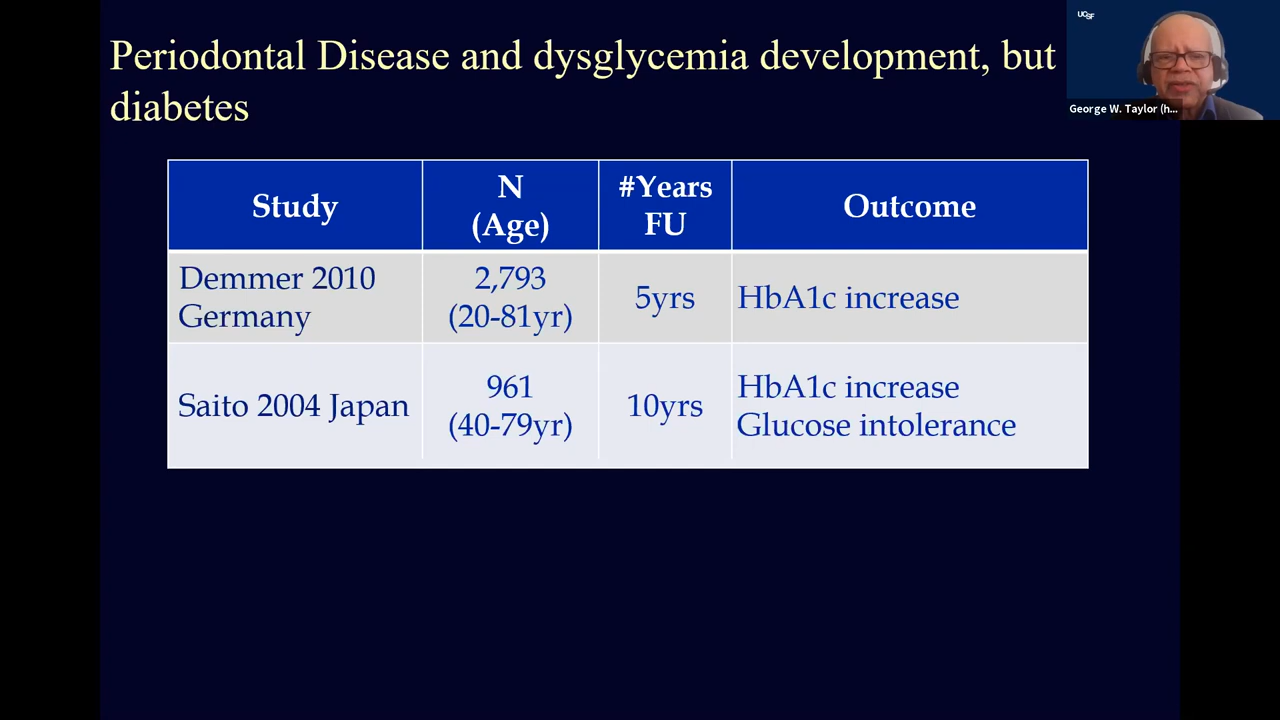 Periodontal Disease and dysglycemia development, but
diabetes
UCSF
George W. Taylor (h...
Study
N
(Age)
#Years
FU
Outcome
Demmer 2010
Germany
2,793
(20-81yr)
5yrs
HbA1c increase
Saito 2004 Japan
961
(40-79yr)
10yrs
HbA1c increase
Glucose intolerance